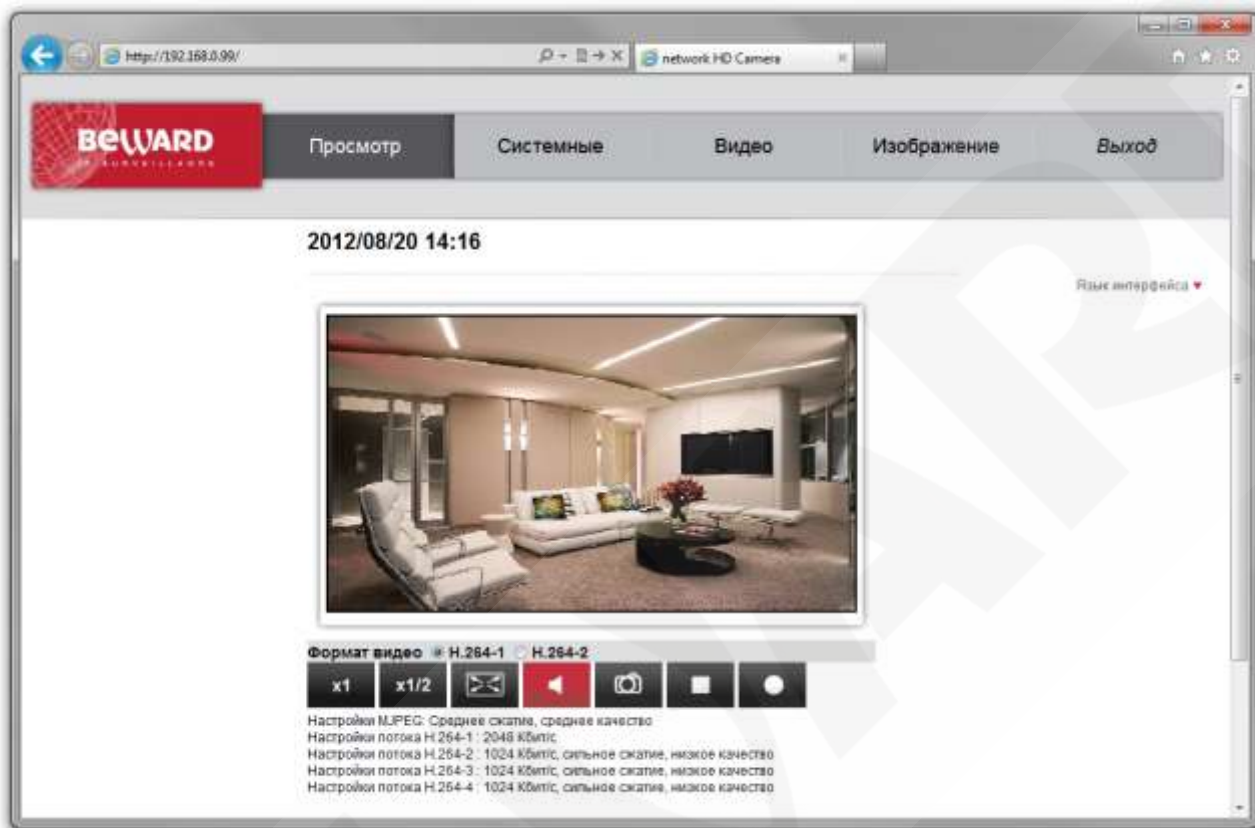 http://192.168.0.99/
network HD Camera
BEWARD
Просмотр
Системные
Видео
Изображение
Выход
2012/08/20 14:16
Язык интерфейса
Формат видео H.264-1 H.264-2
x1 x1/2
Настройки MJPEG: Среднее сжатие, среднее качество
Настройки потока H.264-1 : 2048 Кбит/с
Настройки потока H.264-2 : 1024 Кбит/с, сильное сжатие, низкое качество
Настройки потока H.264-3 : 1024 Кбит/с, сильное сжатие, низкое качество
Настройки потока H.264-4 : 1024 Кбит/с, сильное сжатие, низкое качество